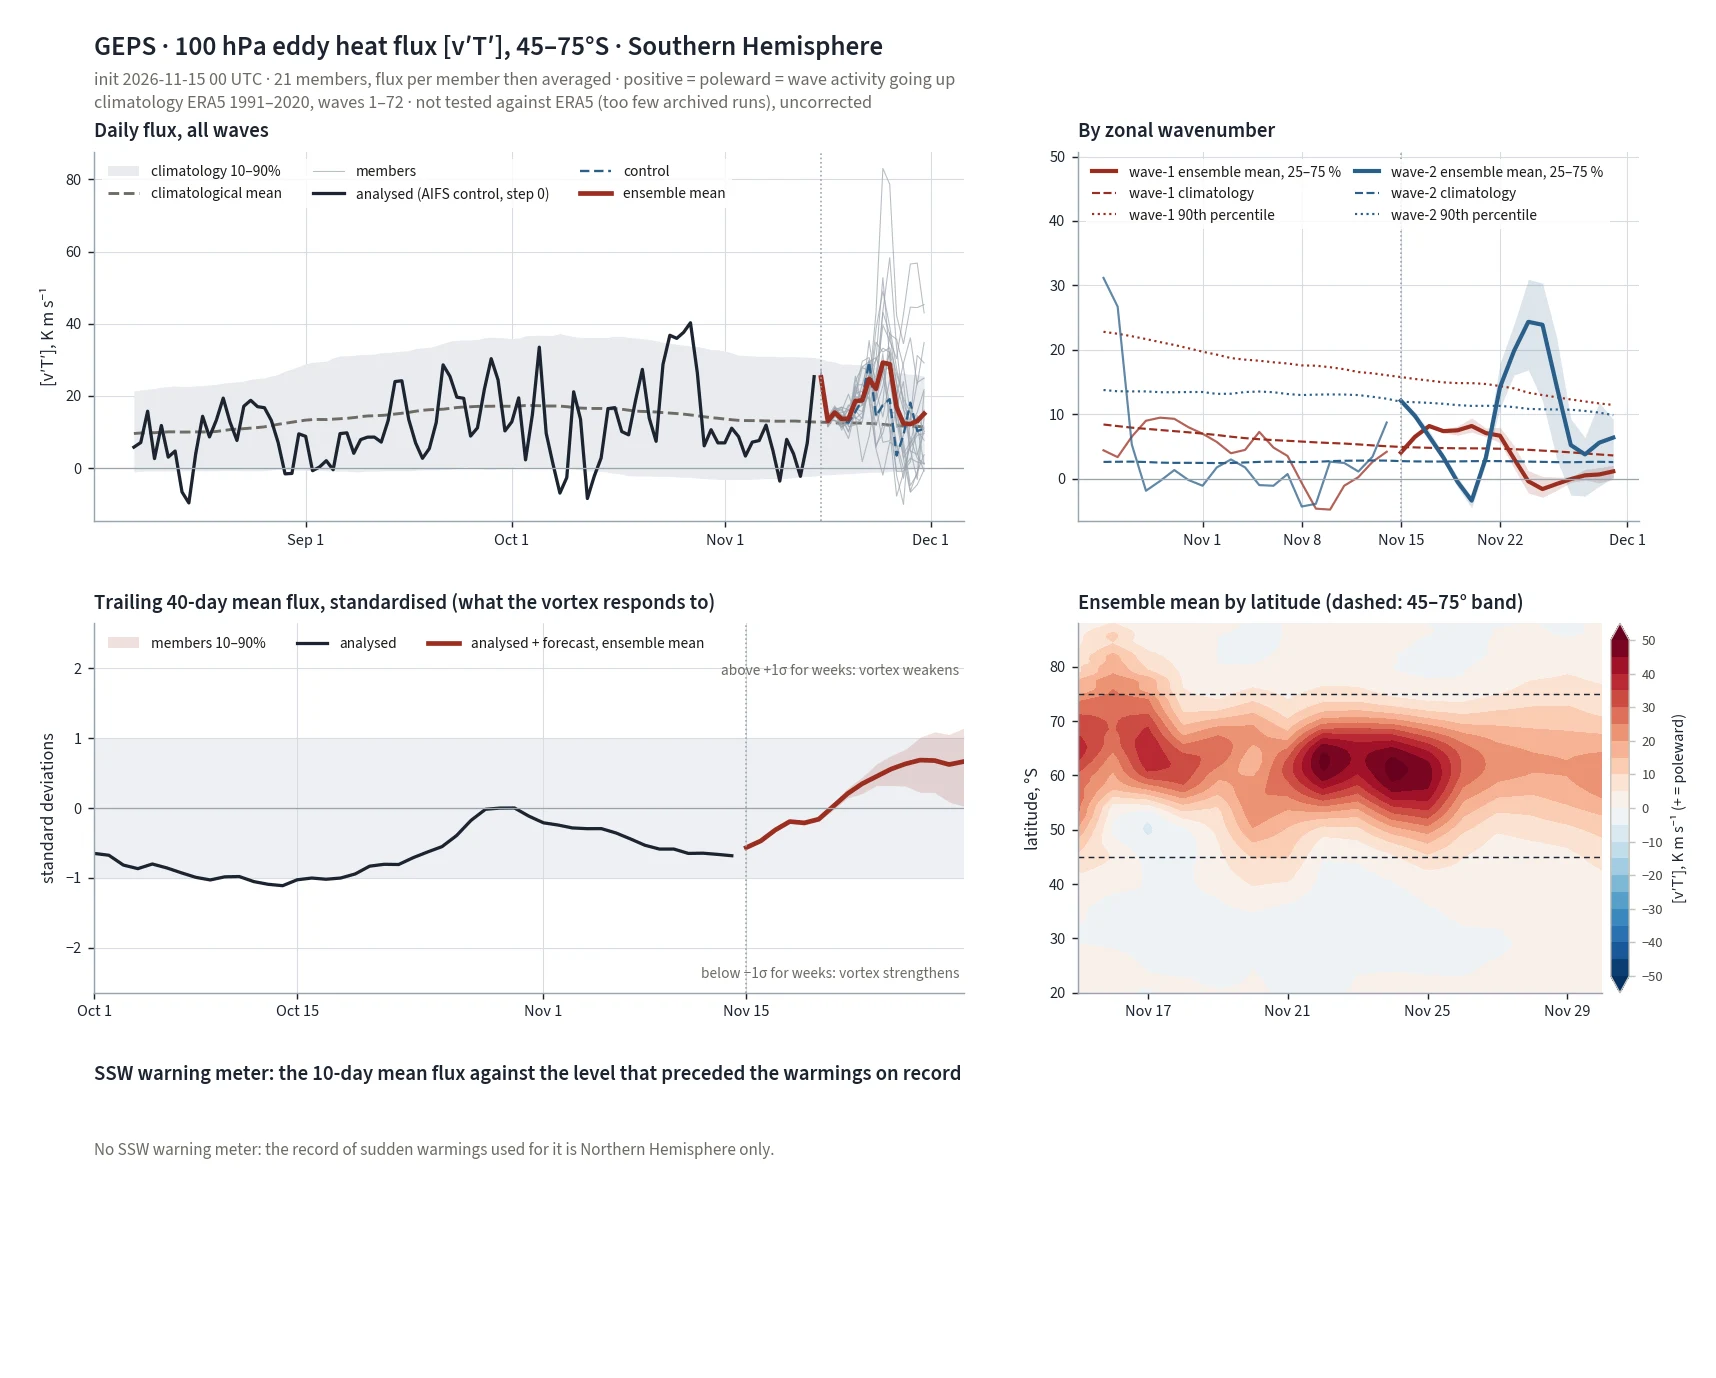 GEPS · 100 hPa eddy heat flux [v′T′], 45–75°S · Southern Hemisphere
init 2026-11-15 00 UTC · 21 members, flux per member then averaged · positive = poleward = wave activity going up
climatology ERA5 1991–2020, waves 1–72 · not tested against ERA5 (too few archived runs), uncorrected
Daily flux, all waves
climatology 10–90%
climatological mean
members
analysed (AIFS control, step 0)
control
ensemble mean
[v′T′], K m s⁻¹
80
60
40
20
0
Sep 1
Oct 1
Nov 1
Dec 1
By zonal wavenumber
wave-1 ensemble mean, 25–75 %
wave-1 climatology
wave-1 90th percentile
wave-2 ensemble mean, 25–75 %
wave-2 climatology
wave-2 90th percentile
50
40
30
20
10
0
Nov 1
Nov 8
Nov 15
Nov 22
Dec 1
Trailing 40-day mean flux, standardised (what the vortex responds to)
members 10–90%
analysed
analysed + forecast, ensemble mean
above +1σ for weeks: vortex weakens
below −1σ for weeks: vortex strengthens
standard deviations
2
1
0
−1
−2
Oct 1
Oct 15
Nov 1
Nov 15
Ensemble mean by latitude (dashed: 45–75° band)
latitude, °S
80
70
60
50
40
30
20
Nov 17
Nov 21
Nov 25
Nov 29
50
40
30
20
10
0
−10
−20
−30
−40
−50
[v′T′], K m s⁻¹ (+ = poleward)
SSW warning meter: the 10-day mean flux against the level that preceded the warmings on record
No SSW warning meter: the record of sudden warmings used for it is Northern Hemisphere only.